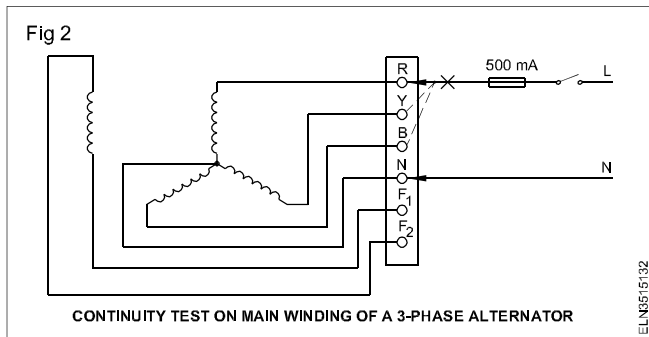 Fig 2
R
500 mA
L
Y
B
N
N
F1
F2
CONTINUITY TEST ON MAIN WINDING OF A 3-PHASE ALTERNATOR
ELN3515132